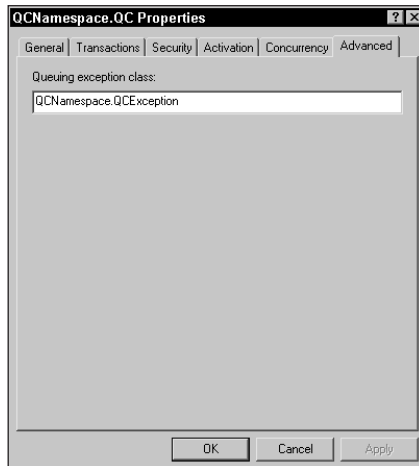 QCNamespace.QC Properties
General Transactions Security Activation Concurrency Advanced
Queuing exception class:
QCNamespace.QCException
OK Cancel Apply